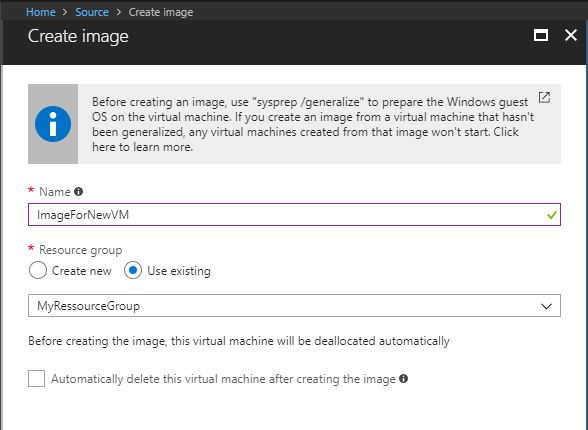 Home > Source > Create image
Create image
Before creating an image, use "sysprep /generalize" to prepare the Windows guest
OS on the virtual machine. If you create an image from a virtual machine that hasn't
been generalized, any virtual machines created from that image won't start. Click
here to learn more.
* Name
ImageForNewVM
* Resource group
Create new Use existing
MyRessourceGroup
Before creating the image, this virtual machine will be deallocated automatically
Automatically delete this virtual machine after creating the image